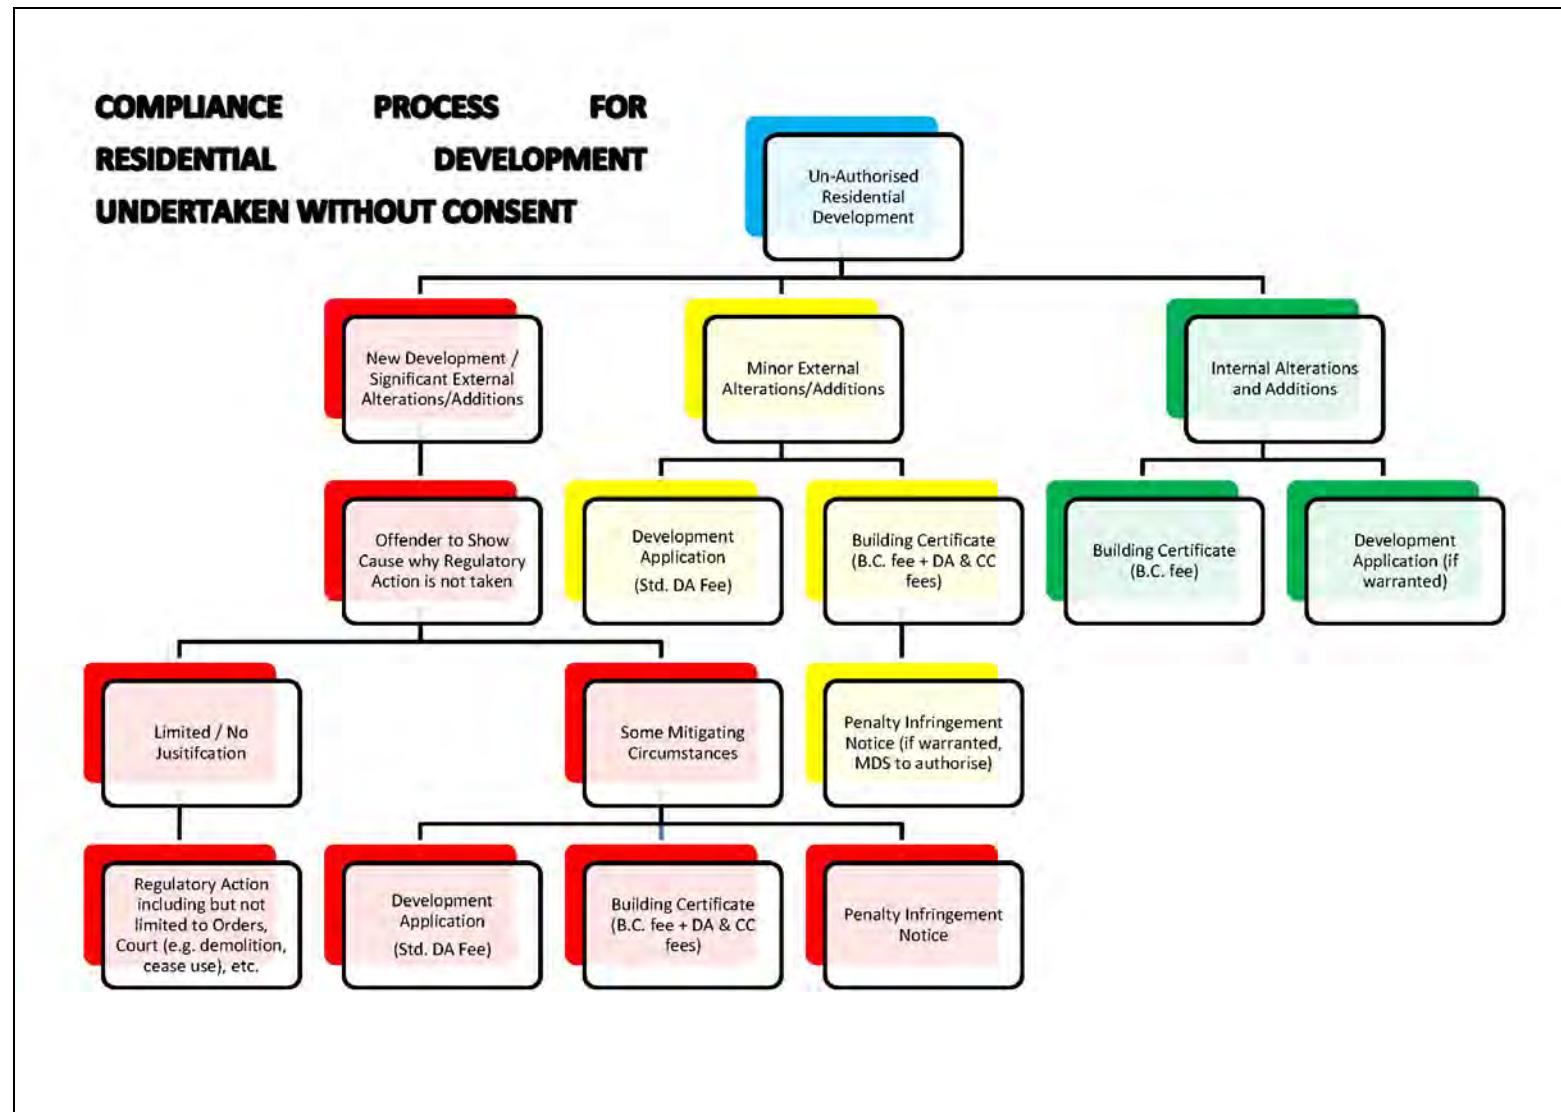 COMPLIANCE PROCESS FOR
RESIDENTIAL DEVELOPMENT
UNDERTAKEN WITHOUT CONSENT
Un-Authorised
Residential
Development
New Development /
Significant External
Alterations/Additions
Minor External
Alterations/Additions
Internal Alterations
and Additions
Offender to Show
Cause why Regulatory
Action is not taken
Development
Application
(Std. DA Fee)
Building Certificate
(B.C. fee + DA & CC
fees)
Building Certificate
(B.C. fee)
Development
Application (if
warranted)
Limited / No
Jusitifcation
Some Mitigating
Circumstances
Penalty Infringement
Notice (if warranted,
MDS to authorise)
Regulatory Action
including but not
limited to Orders,
Court (e.g. demolition,
cease use), etc.
Development
Application
(Std. DA Fee)
Building Certificate
(B.C. fee + DA & CC
fees)
Penalty Infringement
Notice